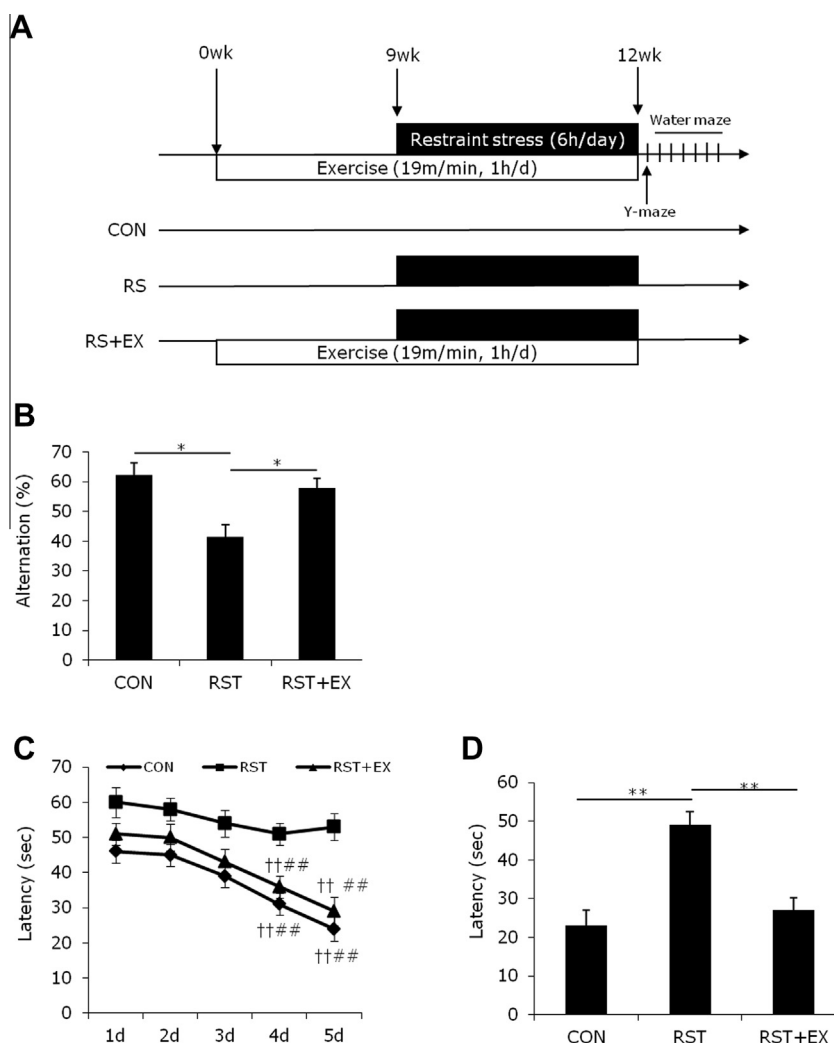 A
0wk 9wk 12wk
Water maze
Restraint stress (6h/day)
Exercise (19m/min, 1h/d)
Y-maze
CON
RS
RS+EX
Exercise (19m/min, 1h/d)
B
Alternation (%)
70
60
50
40
30
20
10
0
* *
CON RST RST+EX
C
CON RST RST+EX
Latency (sec)
70
60
50
40
30
20
10
0
††## †† ##
††## ††##
1d 2d 3d 4d 5d
D
Latency (sec)
60
50
40
30
20
10
0
** **
CON RST RST+EX